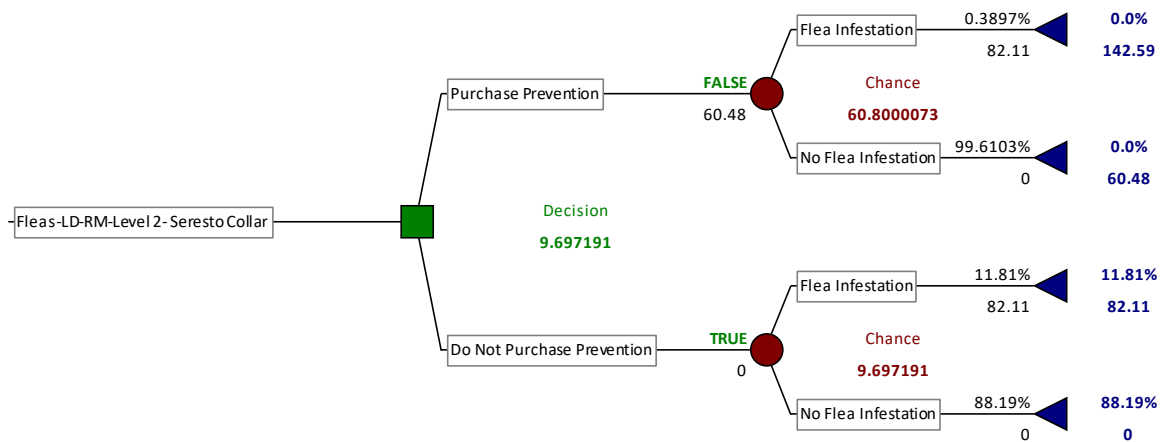 Flea Infestation
0.3897%
0.0%
82.11
142.59
Purchase Prevention
FALSE
60.48
Chance
60.8000073
No Flea Infestation
99.6103%
0.0%
0
60.48
Fleas-LD-RM-Level 2- Seresto Collar
Decision
9.697191
Flea Infestation
11.81%
11.81%
82.11
82.11
Do Not Purchase Prevention
TRUE
0
Chance
9.697191
No Flea Infestation
88.19%
88.19%
0
0